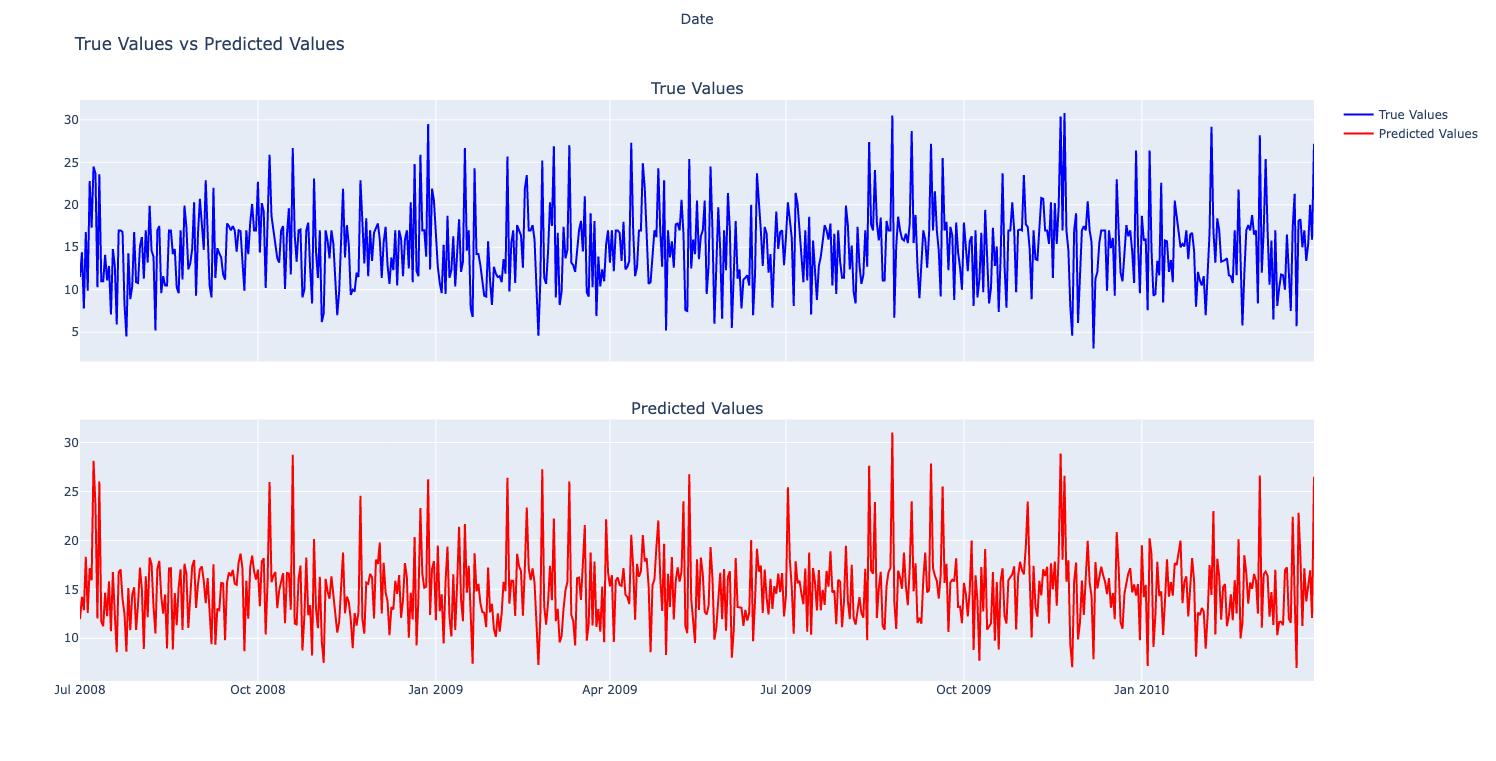 Date
True Values vs Predicted Values
True Values
True Values
Predicted Values
30
25
20
15
10
5
Predicted Values
30
25
20
15
10
Jul 2008 Oct 2008 Jan 2009 Apr 2009 Jul 2009 Oct 2009 Jan 2010